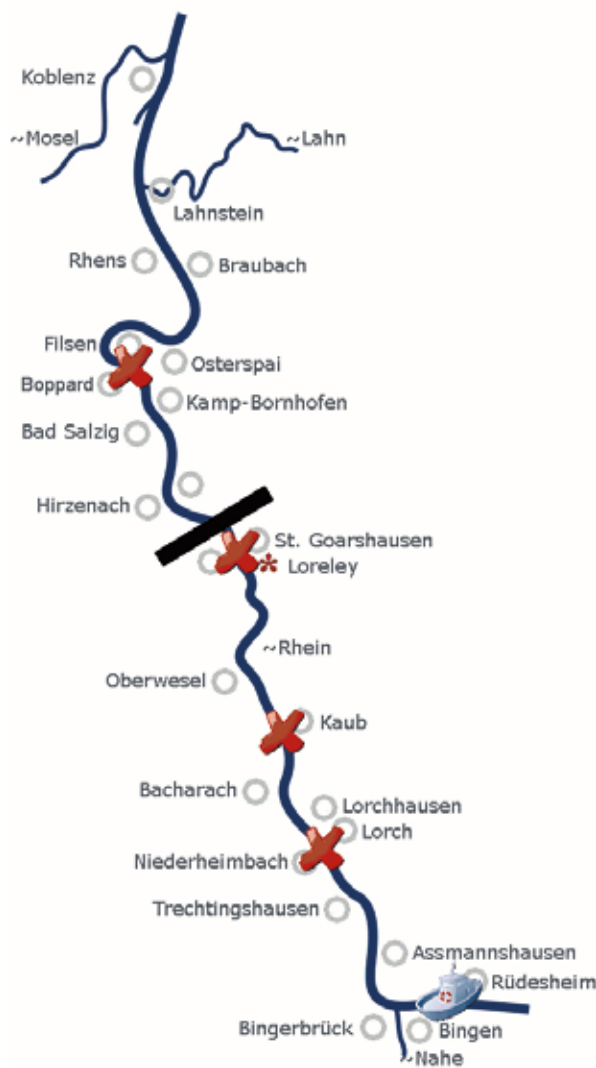 Koblenz
~Mosel
~Lahn
Lahnstein
Rhens
Braubach
Filsen
Osterspai
Boppard
Kamp-Bornhofen
Bad Salzig
Hirzenach
St. Goarshausen
* Loreley
~Rhein
Oberwesel
Kaub
Bacharach
Lorchhausen
Lorch
Niederheimbach
Trechtingshausen
Assmannshausen
Rüdesheim
Bingerbrück
Bingen
~Nahe